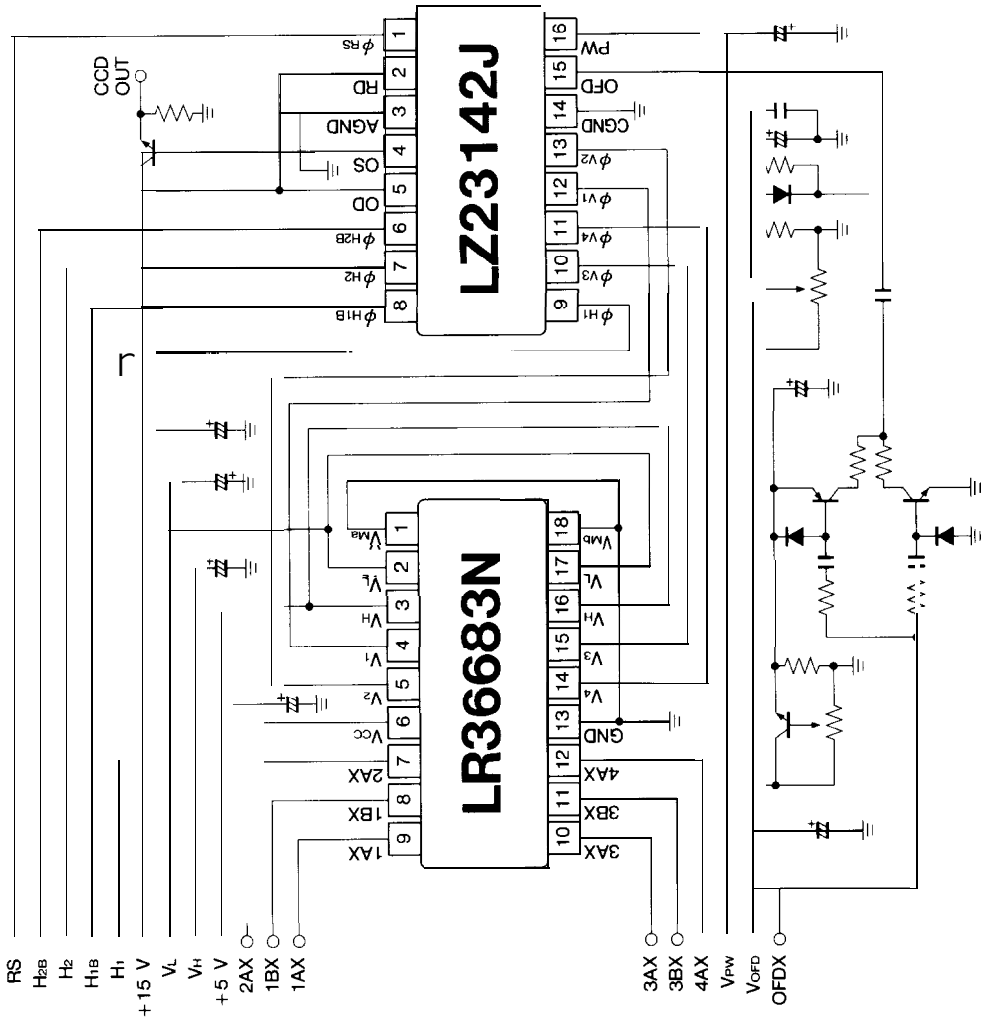 CCD
OUT
LZ23142J
1
φRS
2
RD
3
AGND
4
OS
5
OD
6
φH2B
7
φH2
8
φH1B
16
PW
15
OFD
14
CGND
13
φV2
12
φV1
11
φV4
10
φV3
9
φH1
r
LR36683N
1
VMa
2
VL
3
VH
4
V1
5
V2
6
VCC
7
2AX
8
1BX
9
1AX
18
VMb
17
VL
16
VH
15
V3
14
V4
13
GND
12
4AX
11
3BX
10
3AX
RS
H2B
H2
H1B
H1
+15 V
VL
VH
+5 V
2AX
1BX
1AX
3AX
3BX
4AX
VPW
VOFD
OFDX
+
+
+
+
+
+
+
+